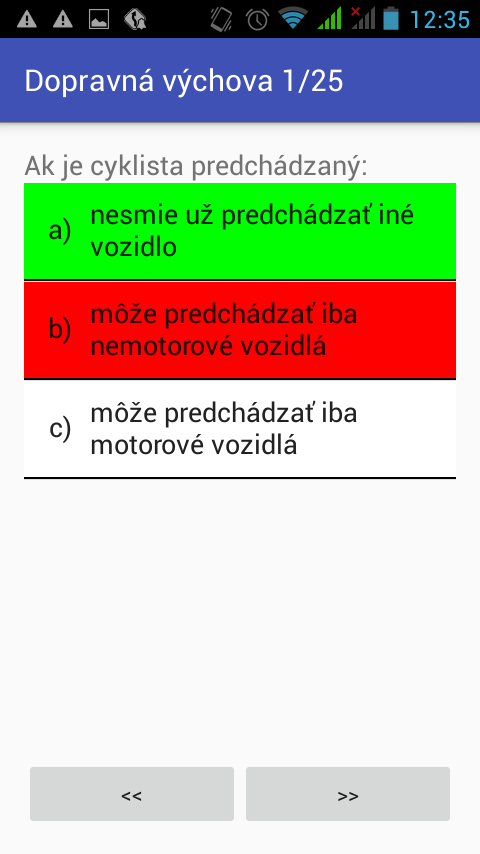 12:35
Dopravná výchova 1/25
Ak je cyklista predchádzaný:
a) nesmie už predchádzať iné
vozidlo
b) môže predchádzať iba
nemotorové vozidlá
c) môže predchádzať iba
motorové vozidlá
<< >>